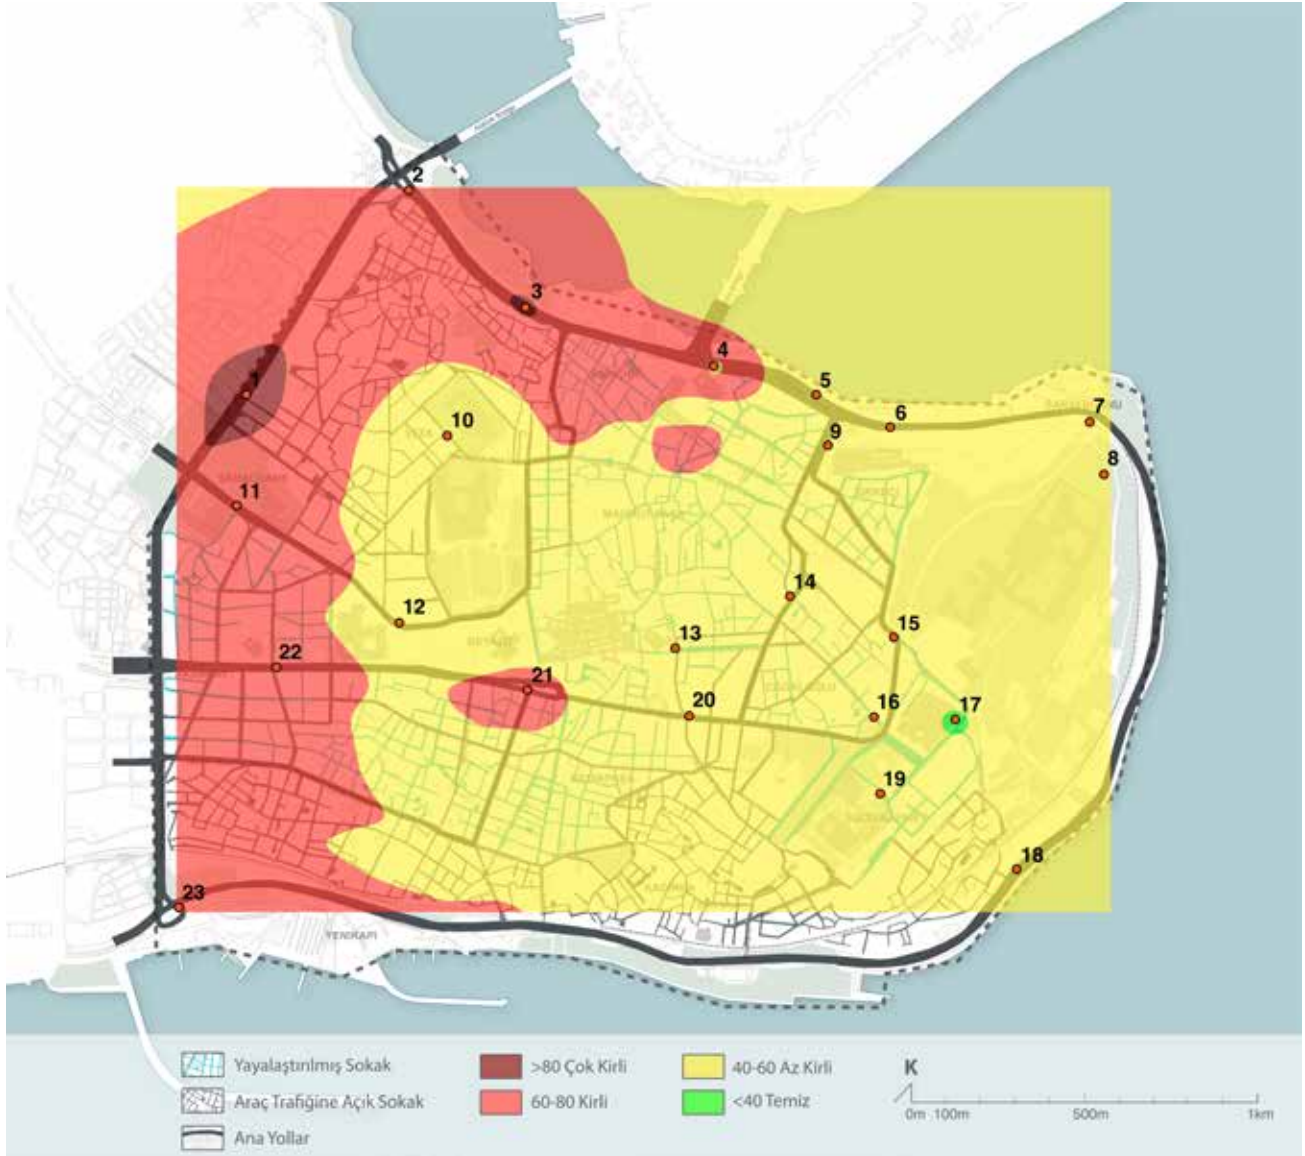 2
3
4
1
5
7
6
10
9
8
11
14
12
15
13
22
21
20
16
17
19
18
23
YENİKAPI
Yayalaştırılmış Sokak
>80 Çok Kirli
40-60 Az Kirli
K
Araç Trafiğine Açık Sokak
60-80 Kirli
<40 Temiz
0m 100m 500m 1km
Ana Yollar